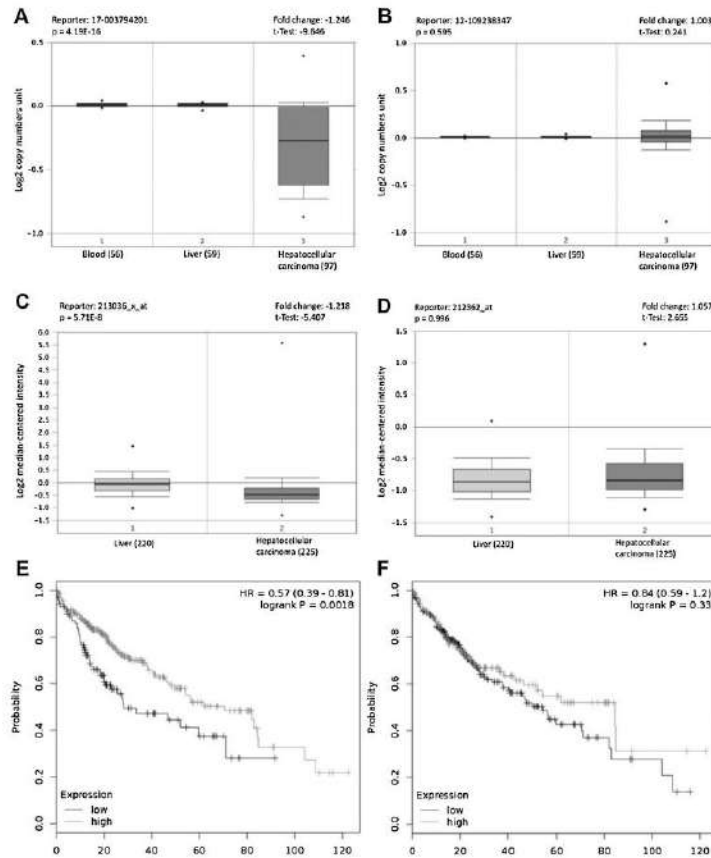 A
Reporter: 17-003794201
p = 4.19E-16
Fold change: -1.246
t-Test: -9.846
Log2 copy numbers unit
0.5
0.0
-0.5
-1.0
1
2
3
Blood (56)
Liver (59)
Hepatocellular
carcinoma (97)
B
Reporter: 12-109238347
p = 0.595
Fold change: 1.003
t-Test: 0.241
Log2 copy numbers unit
1.0
0.5
0.0
-0.5
-1.0
1
2
3
Blood (56)
Liver (59)
Hepatocellular
carcinoma (97)
C
Reporter: 213036_x_at
p = 5.71E-8
Fold change: -1.218
t-Test: -5.407
Log2 median-centered intensity
6.0
5.5
5.0
4.5
4.0
3.5
3.0
2.5
2.0
1.5
1.0
0.5
0.0
-0.5
-1.0
-1.5
1
2
Liver (220)
Hepatocellular
carcinoma (225)
D
Reporter: 212362_at
p = 0.996
Fold change: 1.057
t-Test: 2.655
Log2 median-centered intensity
1.5
1.0
0.5
0.0
-0.5
-1.0
-1.5
1
2
Liver (220)
Hepatocellular
carcinoma (225)
E
HR = 0.57 (0.39 - 0.81)
logrank P = 0.0018
Probability
1.0
0.8
0.6
0.4
0.2
0.0
Expression
low
high
0 20 40 60 80 100 120
F
HR = 0.84 (0.59 - 1.2)
logrank P = 0.33
Probability
1.0
0.8
0.6
0.4
0.2
0.0
Expression
low
high
0 20 40 60 80 100 120